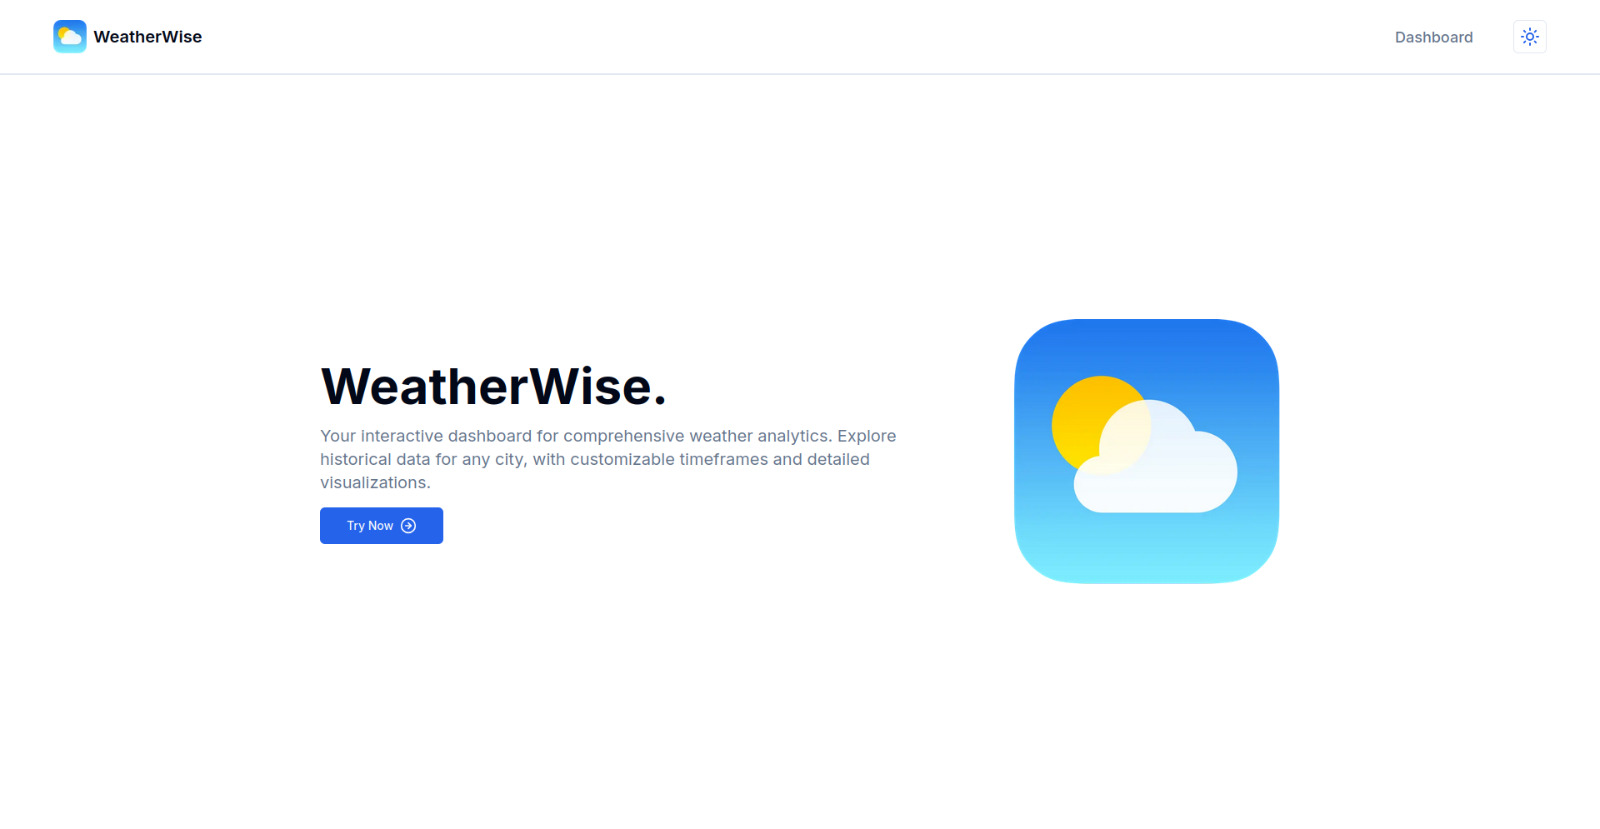 WeatherWise
Dashboard
WeatherWise.
Your interactive dashboard for comprehensive weather analytics. Explore
historical data for any city, with customizable timeframes and detailed
visualizations.
Try Now